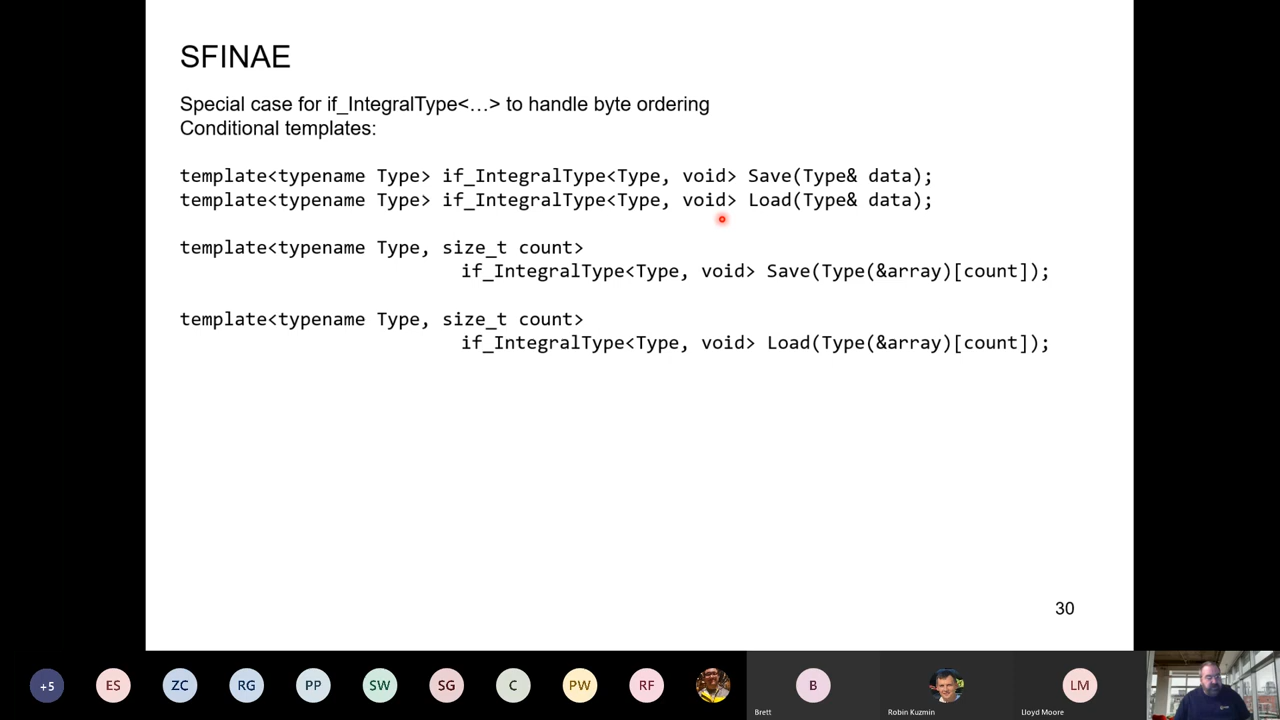 SFINAE
Special case for if_IntegralType<…> to handle byte ordering
Conditional templates:
template<typename Type> if_IntegralType<Type, void> Save(Type& data);
template<typename Type> if_IntegralType<Type, void> Load(Type& data);
template<typename Type, size_t count>
if_IntegralType<Type, void> Save(Type(&array)[count]);
template<typename Type, size_t count>
if_IntegralType<Type, void> Load(Type(&array)[count]);
30
+5
ES
ZC
RG
PP
SW
SG
C
PW
RF
B
LM
Brett
Robin Kuzmin
Lloyd Moore